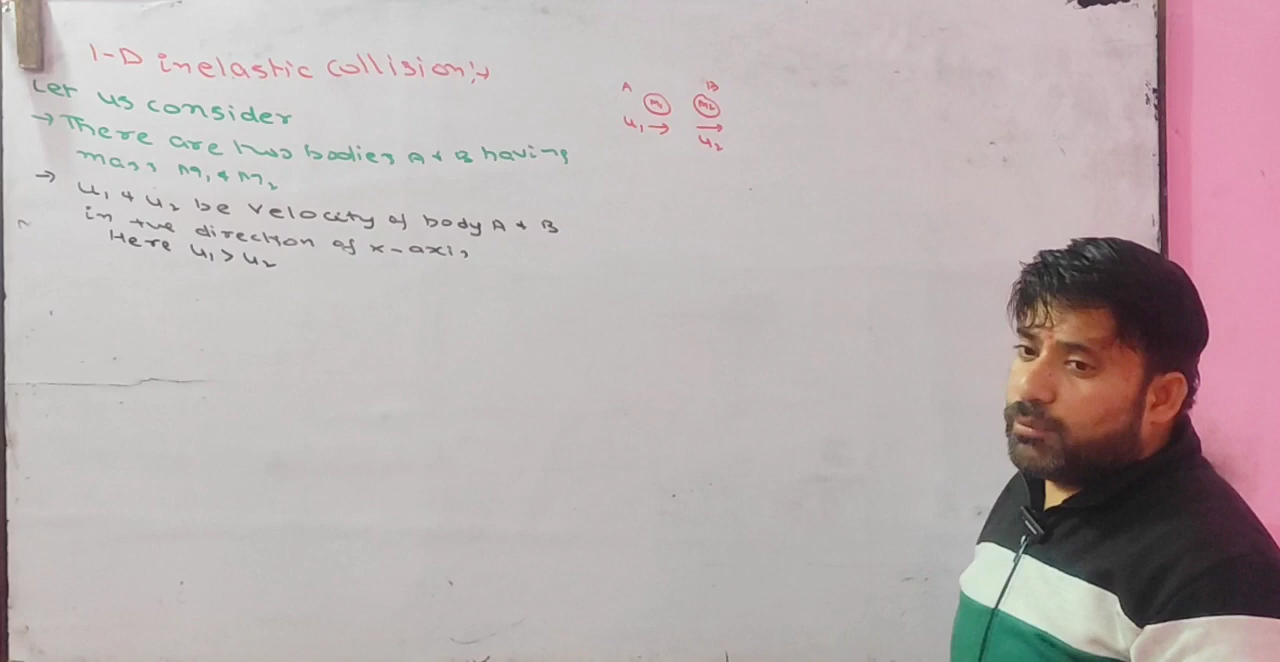 1-D inelastic collision:→
Let us consider
→ There are two bodies A & B having
mass M₁ & M₂
→ u₁ & u₂ be velocity of body A & B
in +ve direction of x-axis
Here u₁ > u₂
A B
M₁ M₂
u₁ → →
u₂